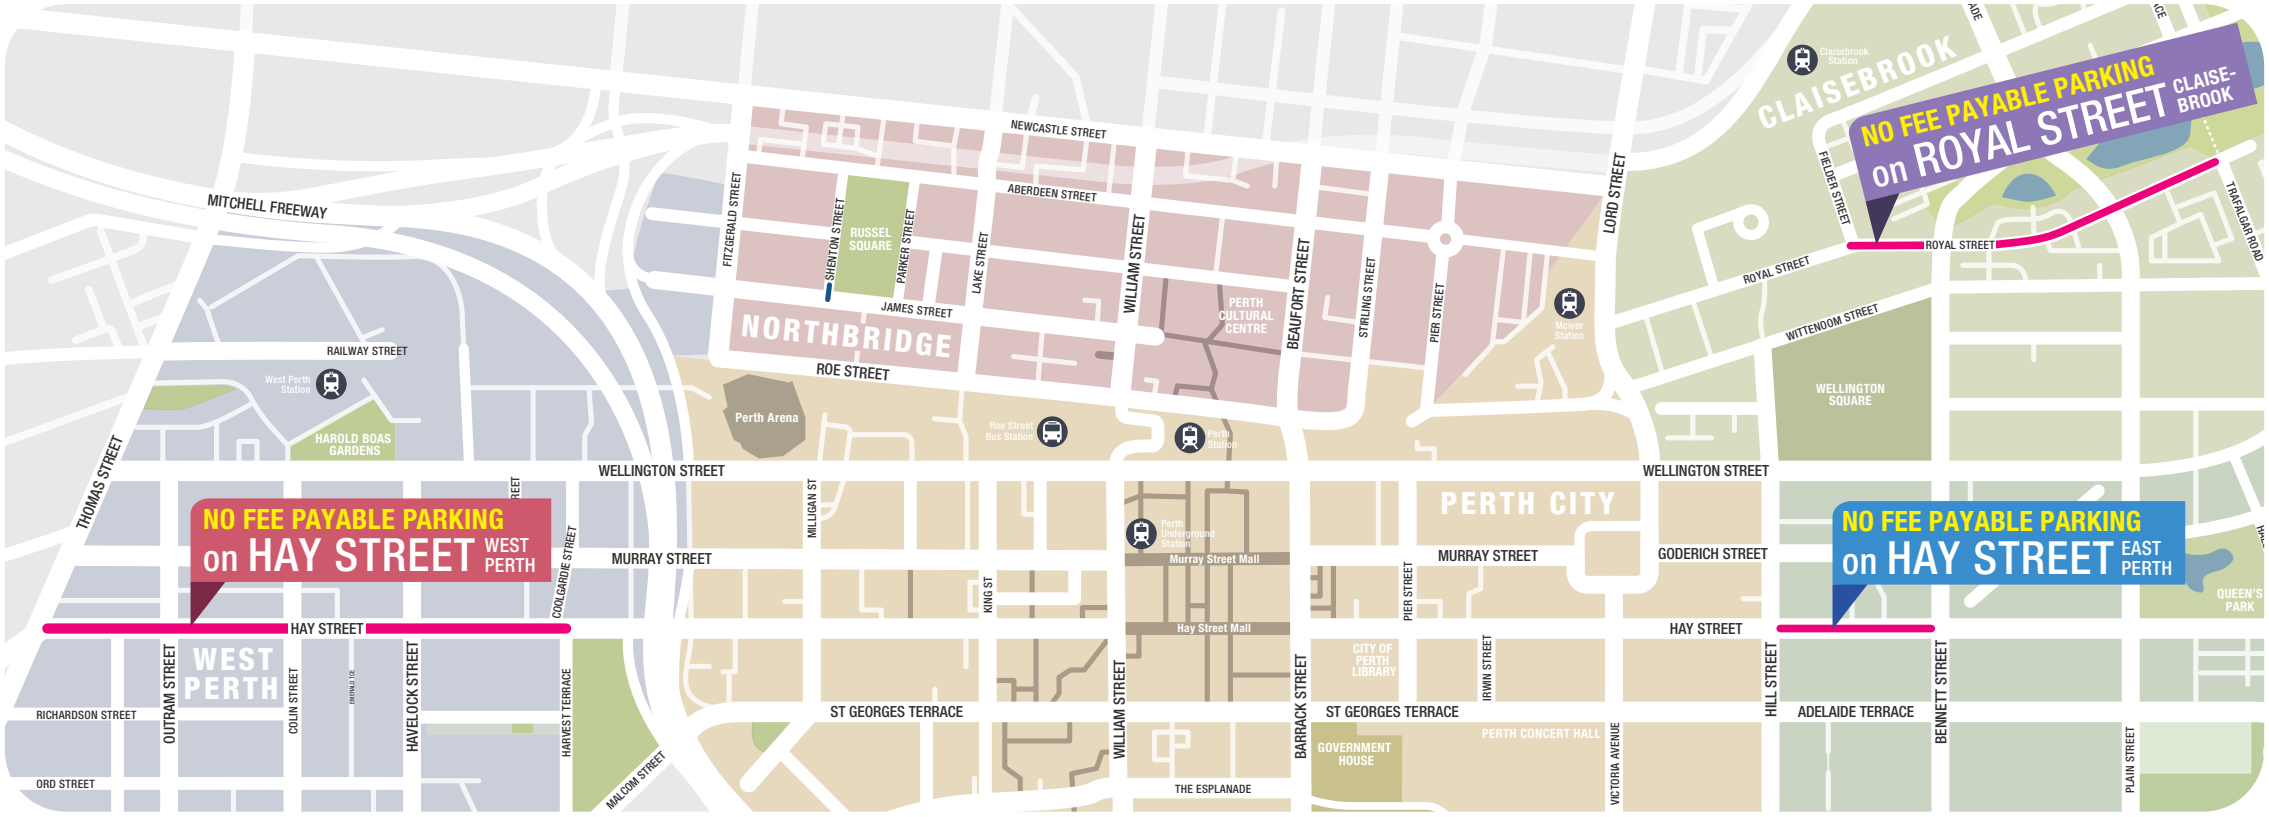 Claisebrook
Station
CLAISEBROOK
NO FEE PAYABLE PARKING
on ROYAL STREET CLAISE-
BROOK
NEWCASTLE STREET
ABERDEEN STREET
MITCHELL FREEWAY
FITZGERALD STREET
SHENTON STREET
RUSSEL
SQUARE
PARKER STREET
LAKE STREET
WILLIAM STREET
BEAUFORT STREET
STIRLING STREET
PIER STREET
LORD STREET
FIELDER STREET
TRAFALGAR ROAD
ROYAL STREET
ROYAL STREET
JAMES STREET
NORTHBRIDGE
PERTH
CULTURAL
CENTRE
McIver
Station
WITTENOOM STREET
RAILWAY STREET
West Perth
Station
ROE STREET
Perth Arena
Roe Street
Bus Station
Perth
Station
WELLINGTON
SQUARE
HAROLD BOAS
GARDENS
THOMAS STREET
WELLINGTON STREET
WELLINGTON STREET
REET
MILLIGAN ST
PERTH CITY
NO FEE PAYABLE PARKING
on HAY STREET WEST
PERTH
COOLGARDIE STREET
MURRAY STREET
Perth
Underground
Station
Murray Street Mall
MURRAY STREET
GODERICH STREET
NO FEE PAYABLE PARKING
on HAY STREET EAST
PERTH
QUEEN'S
PARK
KING ST
PIER STREET
HAY STREET
Hay Street Mall
HAY STREET
WEST
PERTH
OUTRAM STREET
COLIN STREET
EMERALD TCE
HAVELOCK STREET
HARVEST TERRACE
WILLIAM STREET
BARRACK STREET
CITY OF
PERTH
LIBRARY
IRWIN STREET
HILL STREET
BENNETT STREET
RICHARDSON STREET
ST GEORGES TERRACE
ST GEORGES TERRACE
ADELAIDE TERRACE
PERTH CONCERT HALL
GOVERNMENT
HOUSE
VICTORIA AVENUE
PLAIN STREET
ORD STREET
MALCOM STREET
THE ESPLANADE